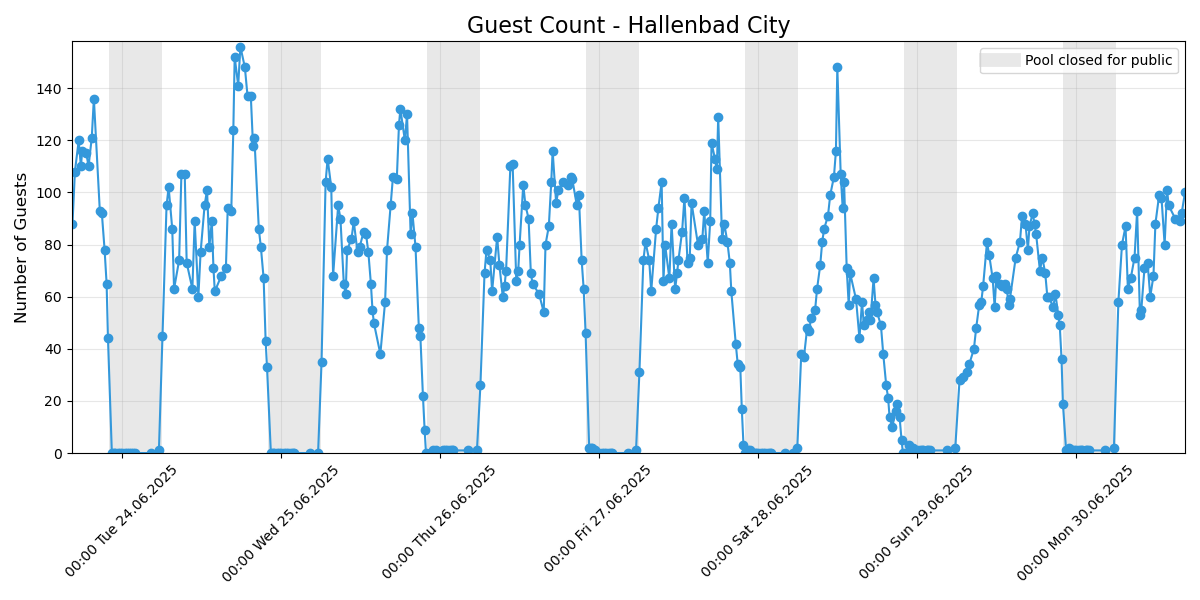 Guest Count - Hallenbad City
Pool closed for public
Number of Guests
140
120
100
80
60
40
20
0
00:00 Tue 24.06.2025
00:00 Wed 25.06.2025
00:00 Thu 26.06.2025
00:00 Fri 27.06.2025
00:00 Sat 28.06.2025
00:00 Sun 29.06.2025
00:00 Mon 30.06.2025